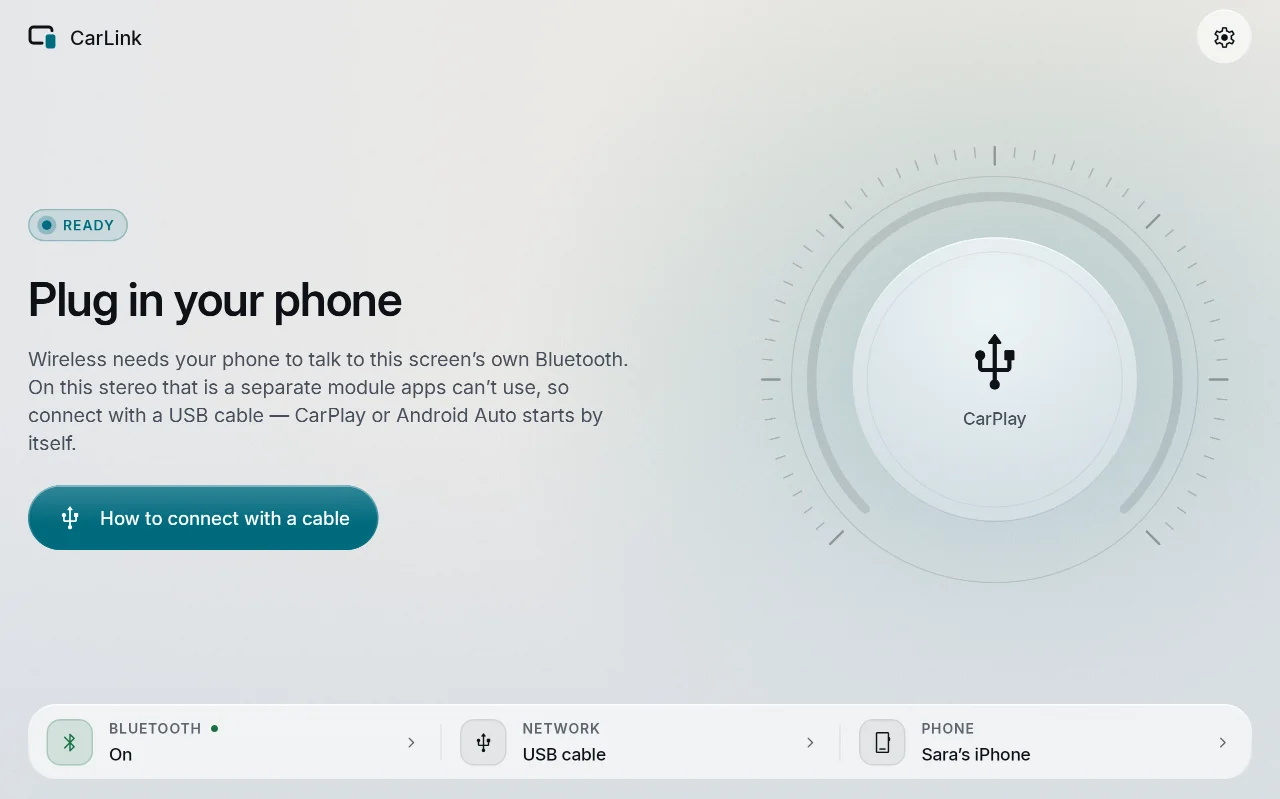 CarLink
READY
Plug in your phone
Wireless needs your phone to talk to this screen’s own Bluetooth.
On this stereo that is a separate module apps can’t use, so
connect with a USB cable — CarPlay or Android Auto starts by
itself.
How to connect with a cable
CarPlay
BLUETOOTH
On
NETWORK
USB cable
PHONE
Sara’s iPhone